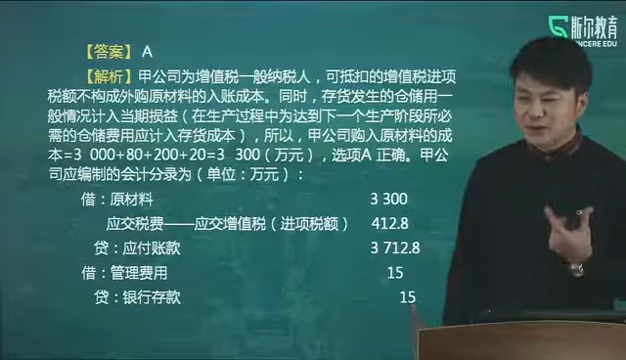 斯尔教育
SINCERE EDU
【答案】 A
【解析】甲公司为增值税一般纳税人，可抵扣的增值税进项
税额不构成外购原材料的入账成本。同时，存货发生的仓储用一
般情况计入当期损益（在生产过程中为达到下一个生产阶段所必
需的仓储费用应计入存货成本），所以，甲公司购入原材料的成
本=3 000+80+200+20=3 300（万元），选项A 正确。甲公
司应编制的会计分录为（单位：万元）：
借：原材料 3 300
应交税费——应交增值税（进项税额） 412.8
贷：应付账款 3 712.8
借：管理费用 15
贷：银行存款 15